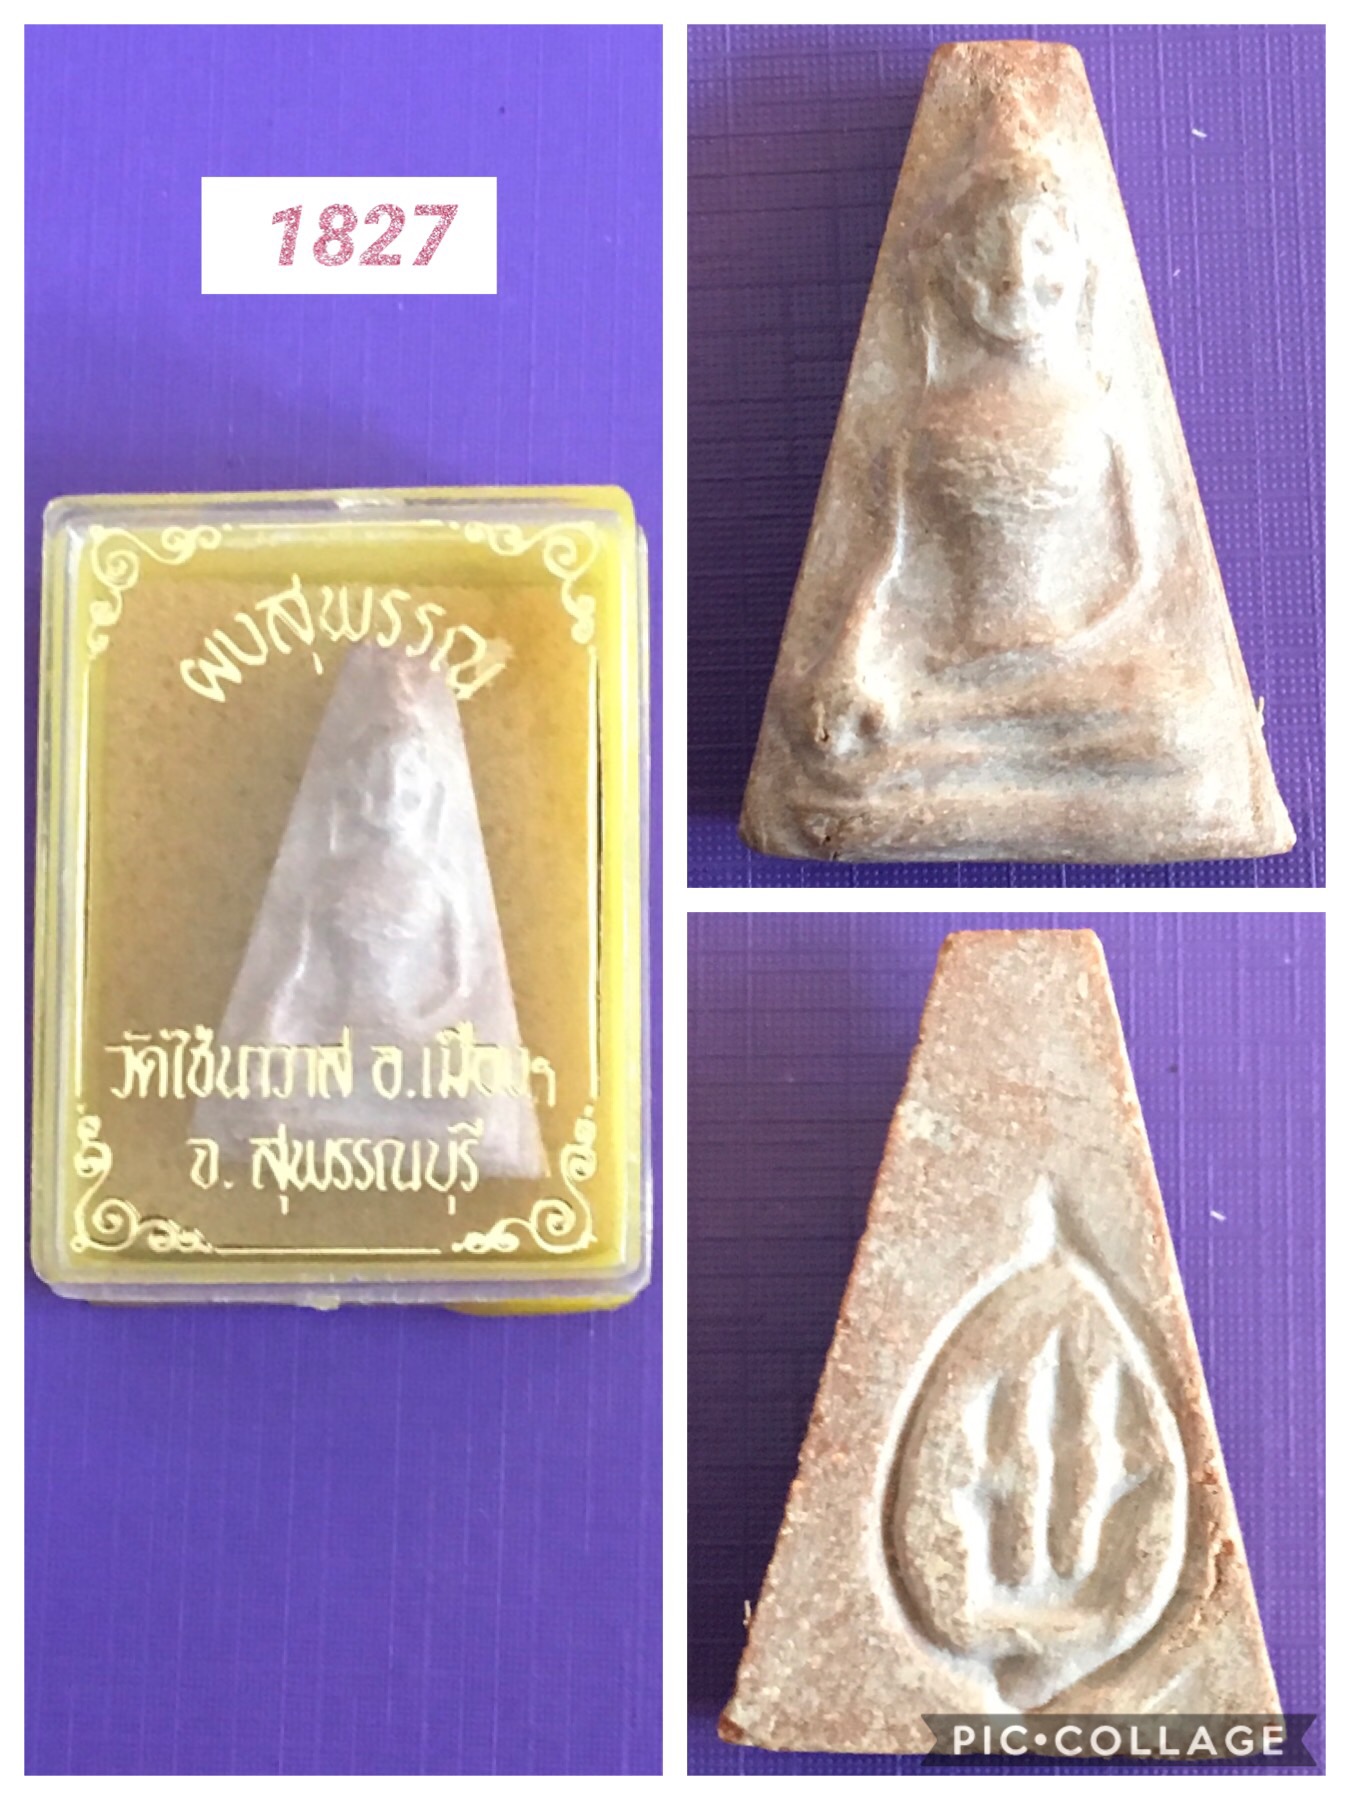 1827
ผงสุพรรณ
วัดไช้นาวาส อ.เมืองฯ
จ. สุพรรณบุรี
PIC•COLLAGE